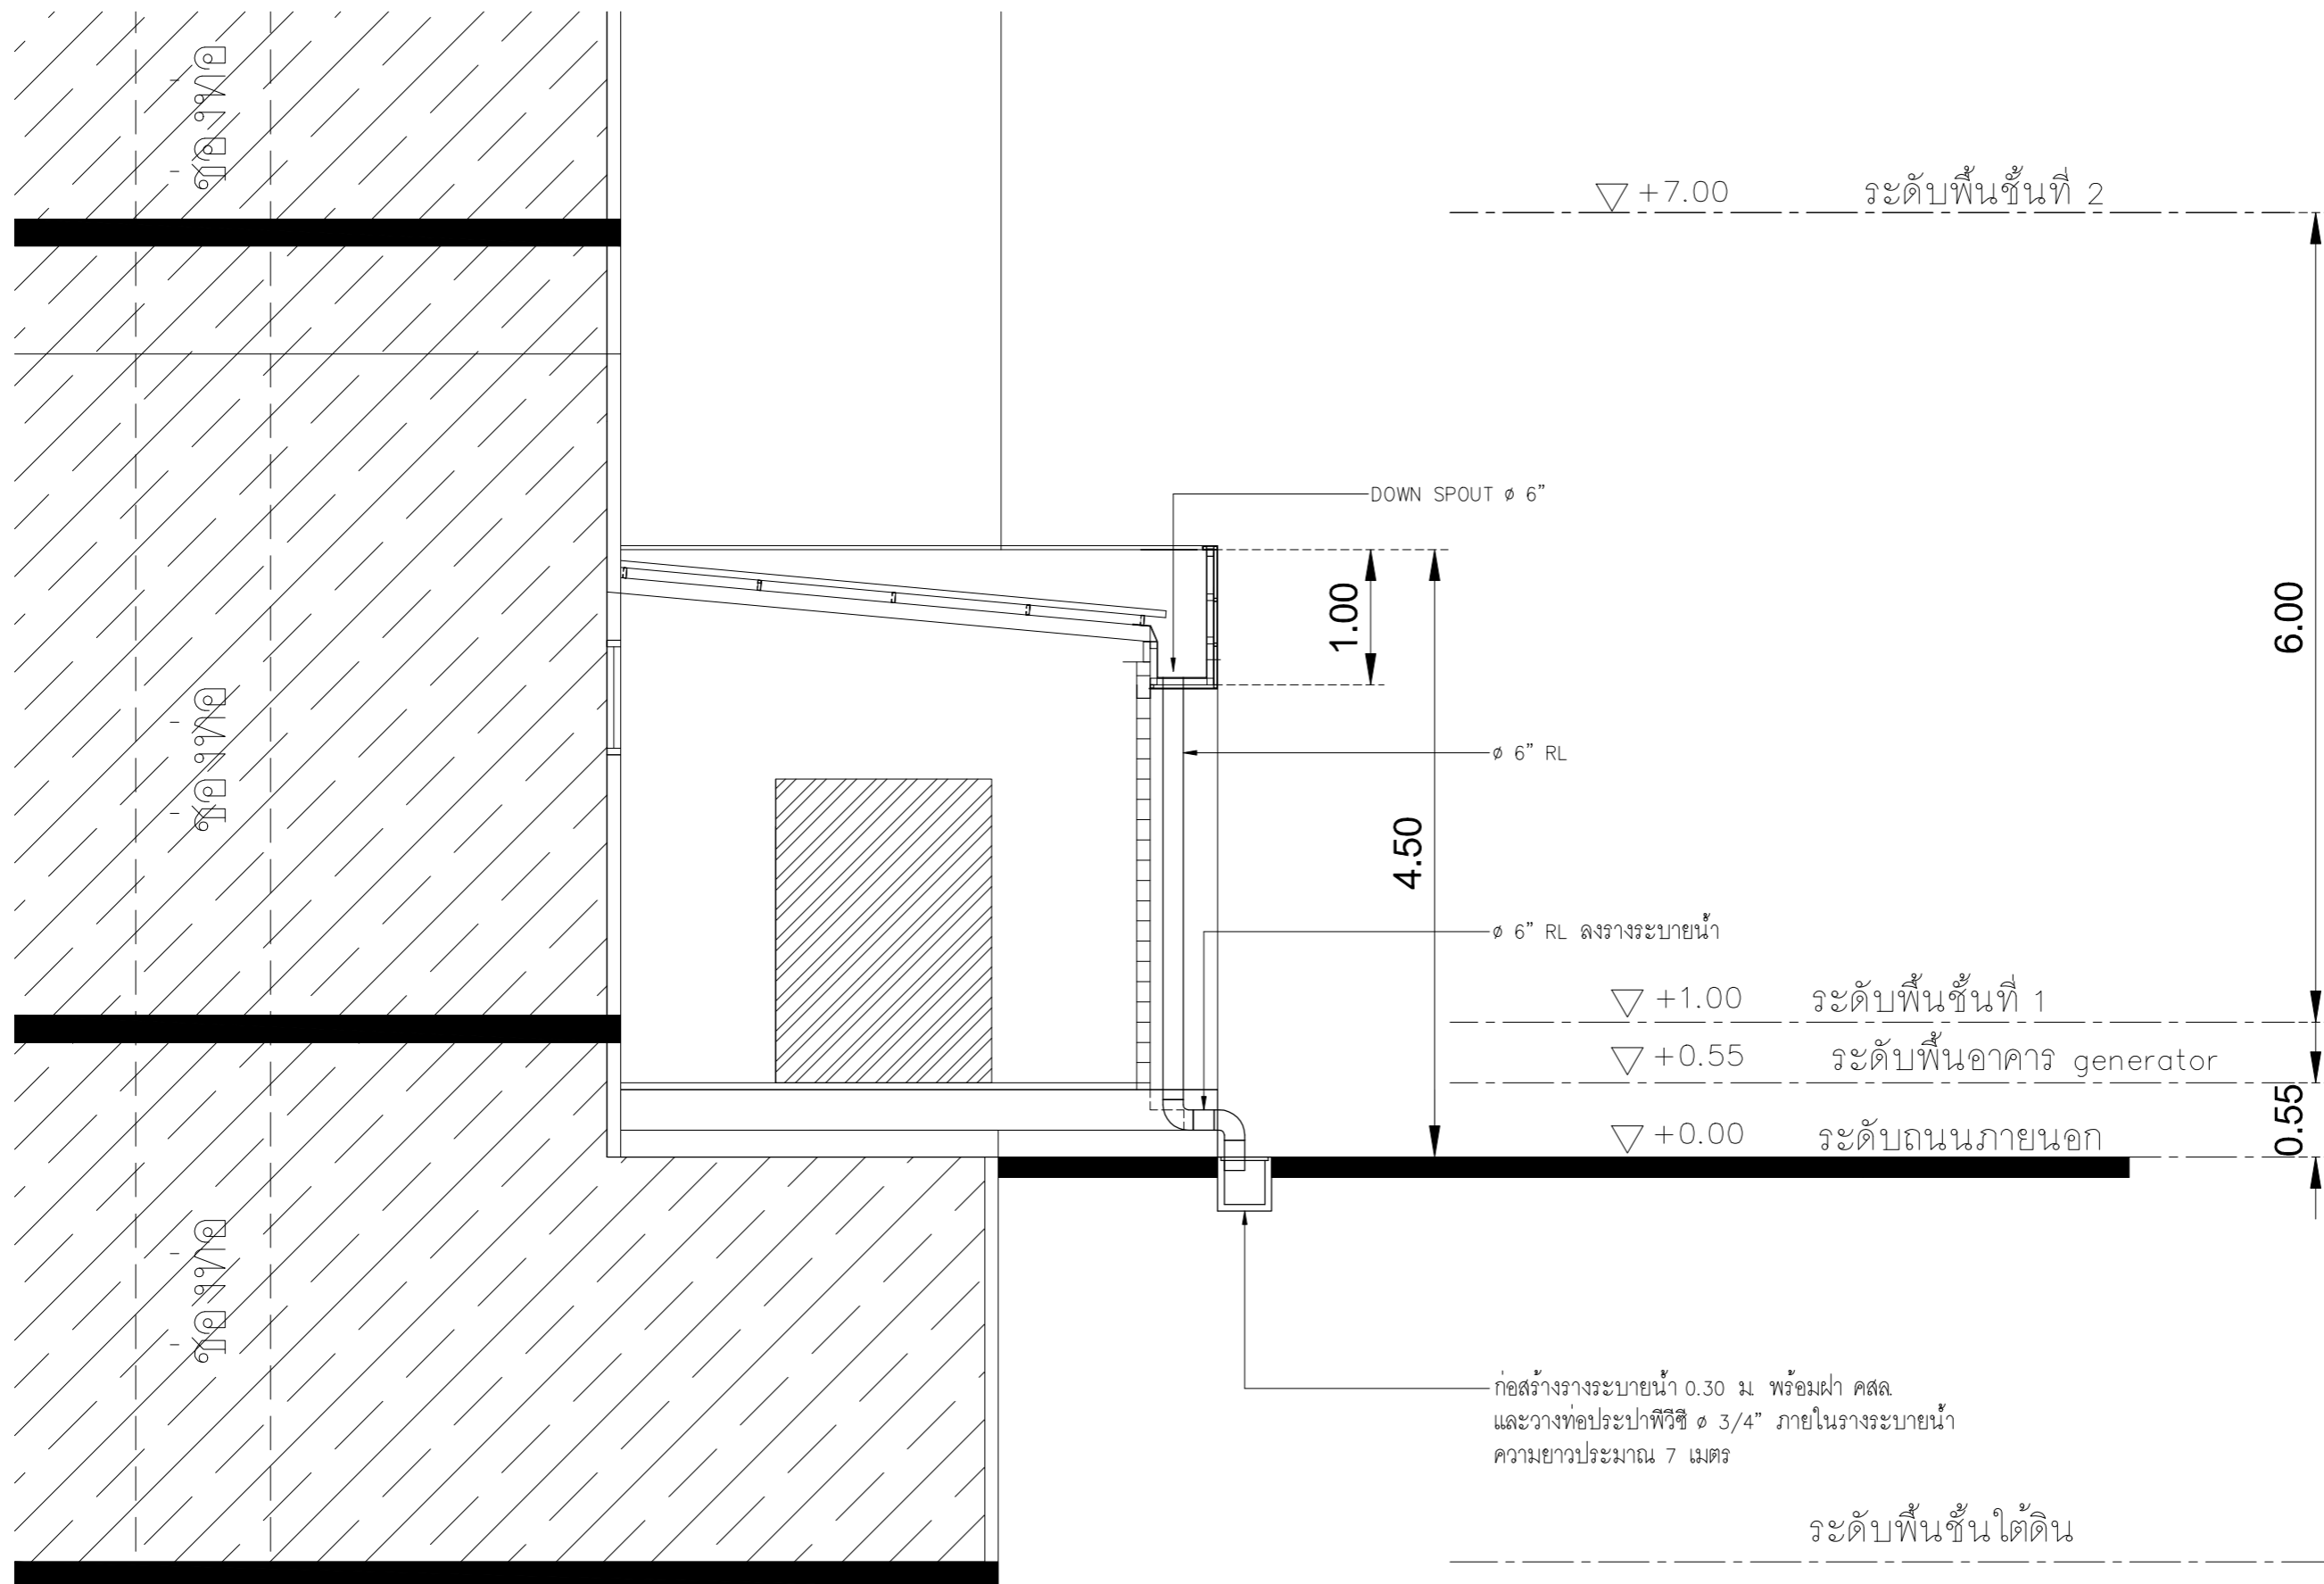 +7.00 ระดับพื้นชั้นที่ 2
DOWN SPOUT ø 6"
1.00
6.00
ø 6" RL
4.50
ø 6" RL ลงรางระบายน้ำ
+1.00 ระดับพื้นชั้นที่ 1
+0.55 ระดับพื้นอาคาร generator
0.55
+0.00 ระดับถนนภายนอก
ก่อสร้างรางระบายน้ำ 0.30 ม. พร้อมฝา คสล.
และวางท่อประปาพีวีซี ø 3/4" ภายในรางระบายน้ำ
ความยาวประมาณ 7 เมตร
ระดับพื้นชั้นใต้ดิน